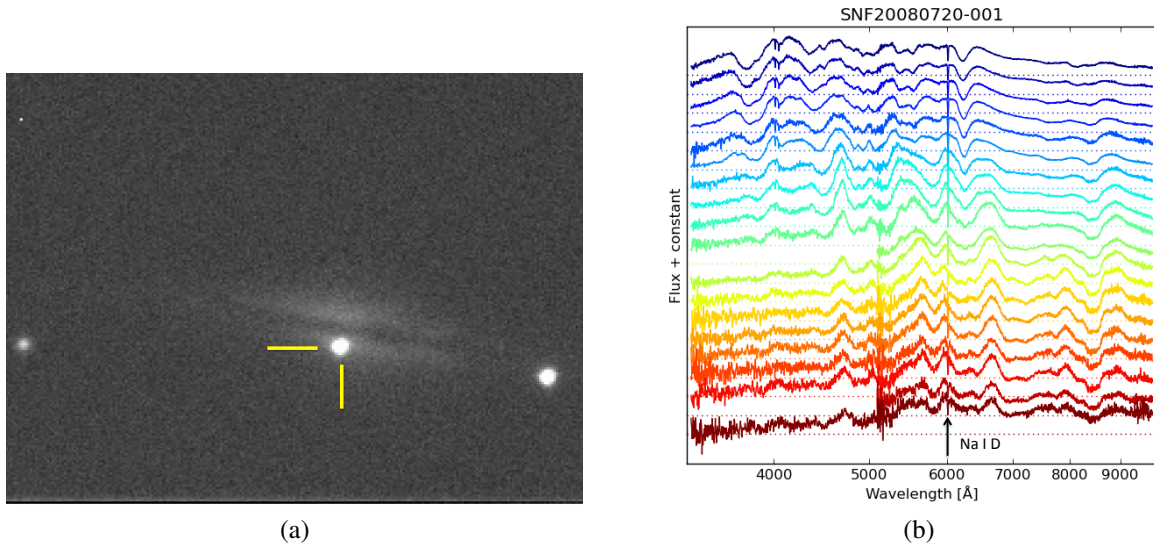 SNF20080720-001
Flux + constant
Na I D
4000 5000 6000 7000 8000 9000
Wavelength [Å]
(a)
(b)